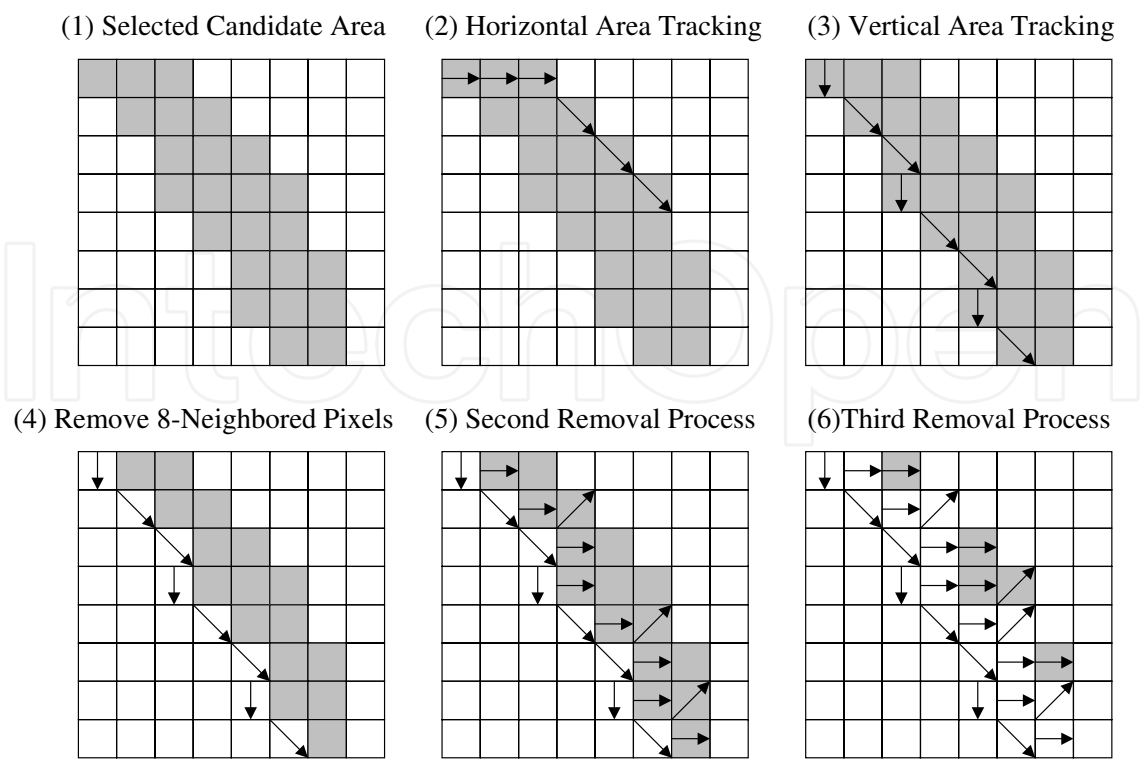 (1) Selected Candidate Area
(2) Horizontal Area Tracking
(3) Vertical Area Tracking
IntechOpen
(4) Remove 8-Neighbored Pixels
(5) Second Removal Process
(6)Third Removal Process